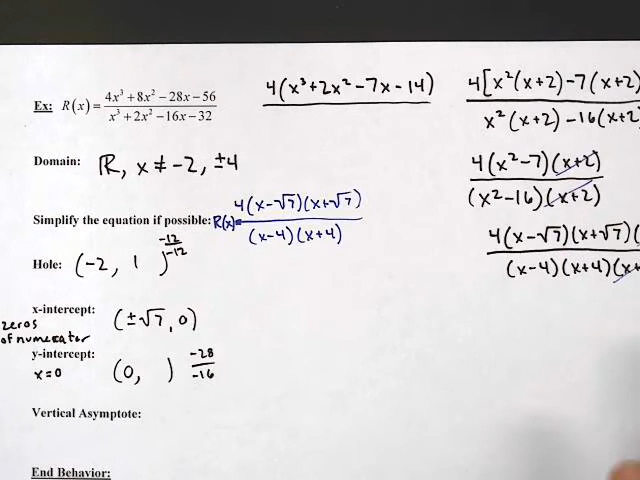 4(x³+2x²-7x-14)
4[x²(x+2)-7(x+2)
x²(x+2)-16(x+2
Ex: R(x) = (4x³ + 8x² − 28x − 56)/(x³ + 2x² − 16x − 32)
Domain: ℝ, x ≠ -2, ±4
4(x²-7)(x+2)
(x²-16)(x+2)
Simplify the equation if possible: R(x)= 4(x-√7)(x+√7)/(x-4)(x+4)
4(x-√7)(x+√7)(
(x-4)(x+4)(x+
Hole: (-2, 1 ) -12/-12
x-intercept: (±√7, 0)
zeros
of numerator
y-intercept: (0, ) -28/-16
x=0
Vertical Asymptote:
End Behavior: